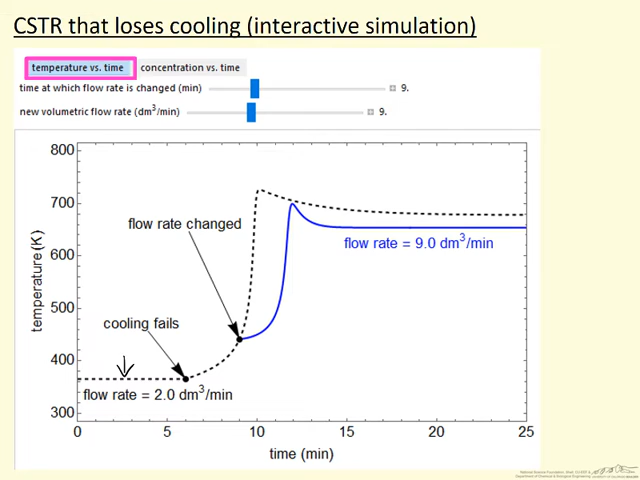 CSTR that loses cooling (interactive simulation)
temperature vs. time concentration vs. time
time at which flow rate is changed (min) 9.
new volumetric flow rate (dm³/min) 9.
800
700
600
500
400
300
temperature (K)
flow rate changed
flow rate = 9.0 dm³/min
cooling fails
flow rate = 2.0 dm³/min
0 5 10 15 20 25
time (min)